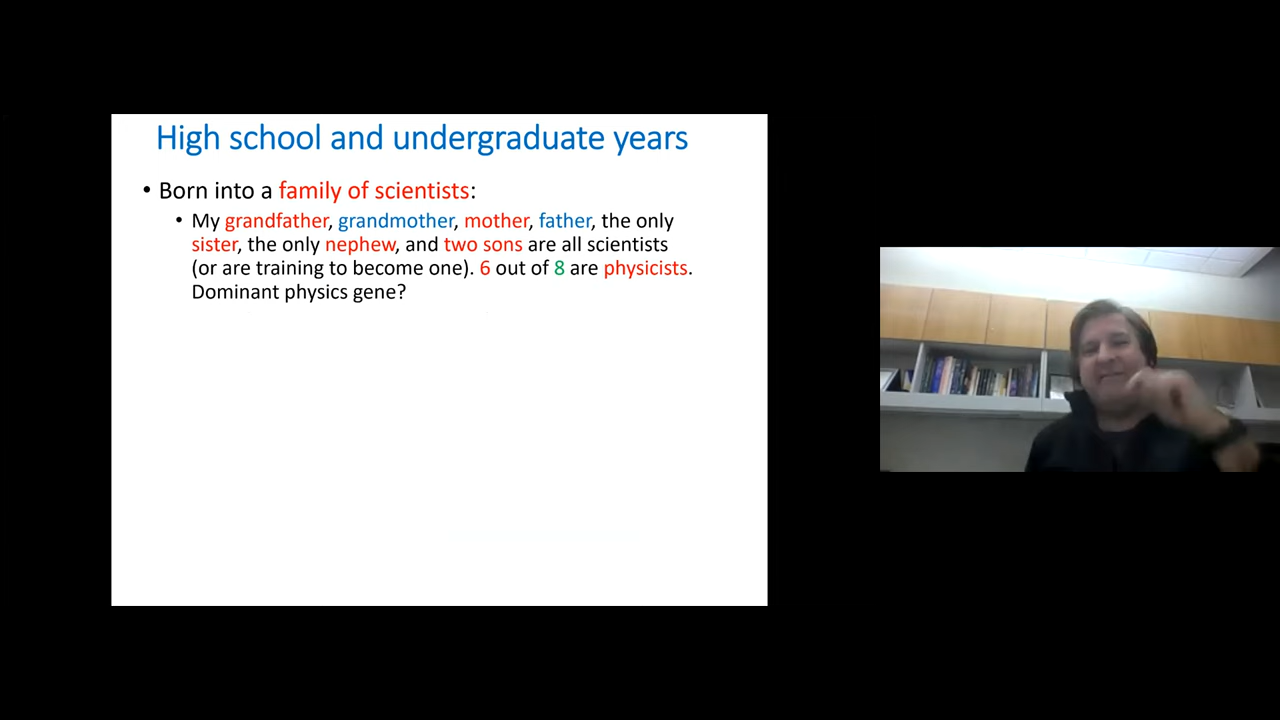 High school and undergraduate years
• Born into a family of scientists:
• My grandfather, grandmother, mother, father, the only
sister, the only nephew, and two sons are all scientists
(or are training to become one). 6 out of 8 are physicists.
Dominant physics gene?